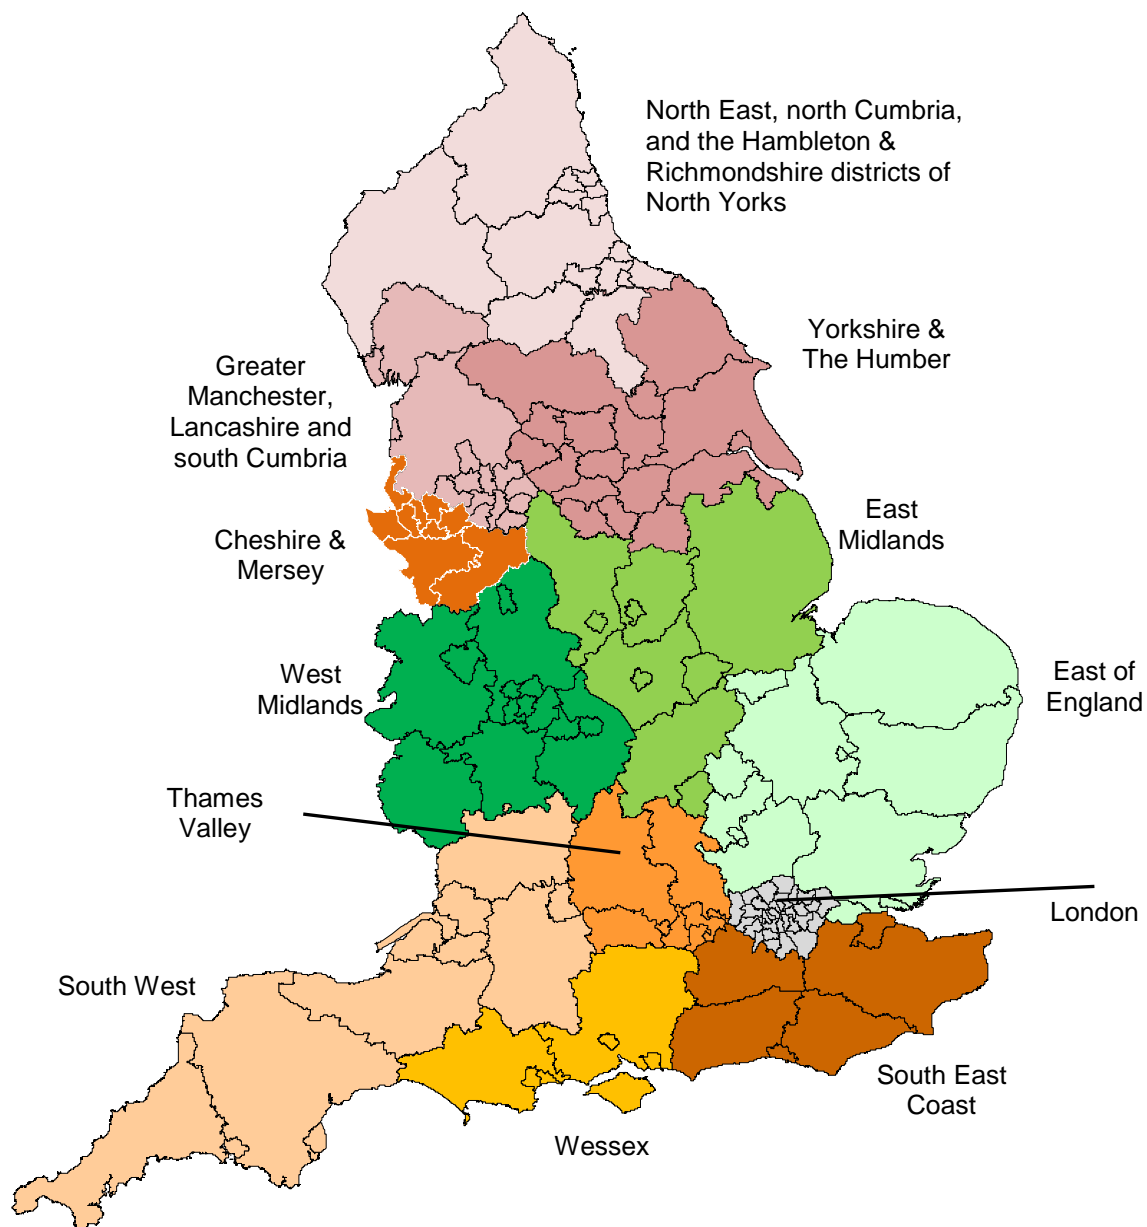 North East, north Cumbria,
and the Hambleton &
Richmondshire districts of
North Yorks
Yorkshire &
The Humber
Greater
Manchester,
Lancashire and
south Cumbria
East
Midlands
Cheshire &
Mersey
West
Midlands
East of
England
Thames
Valley
London
South West
South East
Coast
Wessex